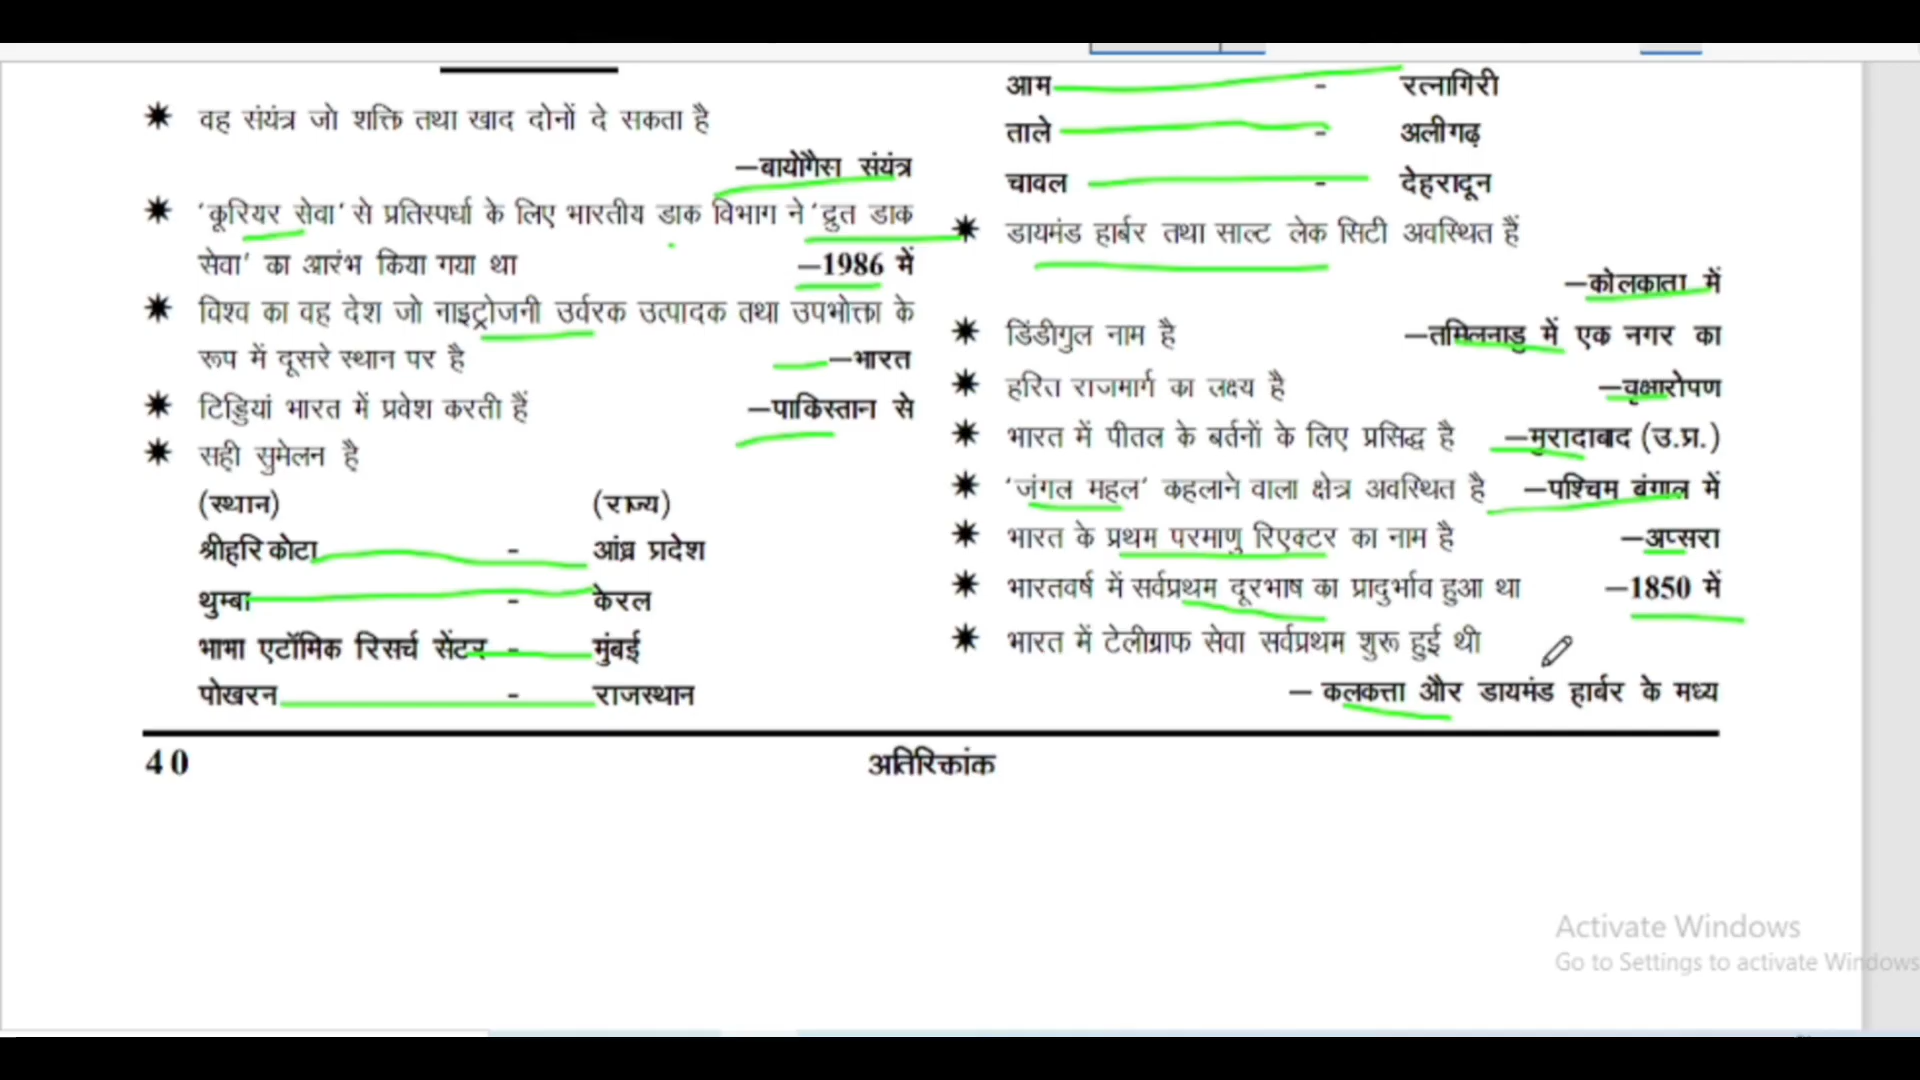 ✷ वह संयंत्र जो शक्ति तथा खाद दोनों दे सकता है
–बायोगैस संयंत्र
✷ ‘कूरियर सेवा’ से प्रतिस्पर्धा के लिए भारतीय डाक विभाग ने ‘द्रुत डाक
सेवा’ का आरंभ किया गया था –1986 में
✷ विश्व का वह देश जो नाइट्रोजनी उर्वरक उत्पादक तथा उपभोक्ता के
रूप में दूसरे स्थान पर है –भारत
✷ टिड्डियां भारत में प्रवेश करती हैं –पाकिस्तान से
✷ सही सुमेलन है
(स्थान) (राज्य)
श्रीहरिकोटा - आंध्र प्रदेश
थुम्बा - केरल
भाभा एटॉमिक रिसर्च सेंटर - मुंबई
पोखरन - राजस्थान
आम - रत्नागिरी
ताले - अलीगढ़
चावल - देहरादून
✷ डायमंड हार्बर तथा साल्ट लेक सिटी अवस्थित हैं
–कोलकाता में
✷ डिंडीगुल नाम है –तमिलनाडु में एक नगर का
✷ हरित राजमार्ग का लक्ष्य है –वृक्षारोपण
✷ भारत में पीतल के बर्तनों के लिए प्रसिद्ध है –मुरादाबाद (उ.प्र.)
✷ ‘जंगल महल’ कहलाने वाला क्षेत्र अवस्थित है –पश्चिम बंगाल में
✷ भारत के प्रथम परमाणु रिएक्टर का नाम है –अप्सरा
✷ भारतवर्ष में सर्वप्रथम दूरभाष का प्रादुर्भाव हुआ था –1850 में
✷ भारत में टेलीग्राफ सेवा सर्वप्रथम शुरू हुई थी
– कलकत्ता और डायमंड हार्बर के मध्य
40 अतिरिक्तांक
Activate Windows
Go to Settings to activate Windows